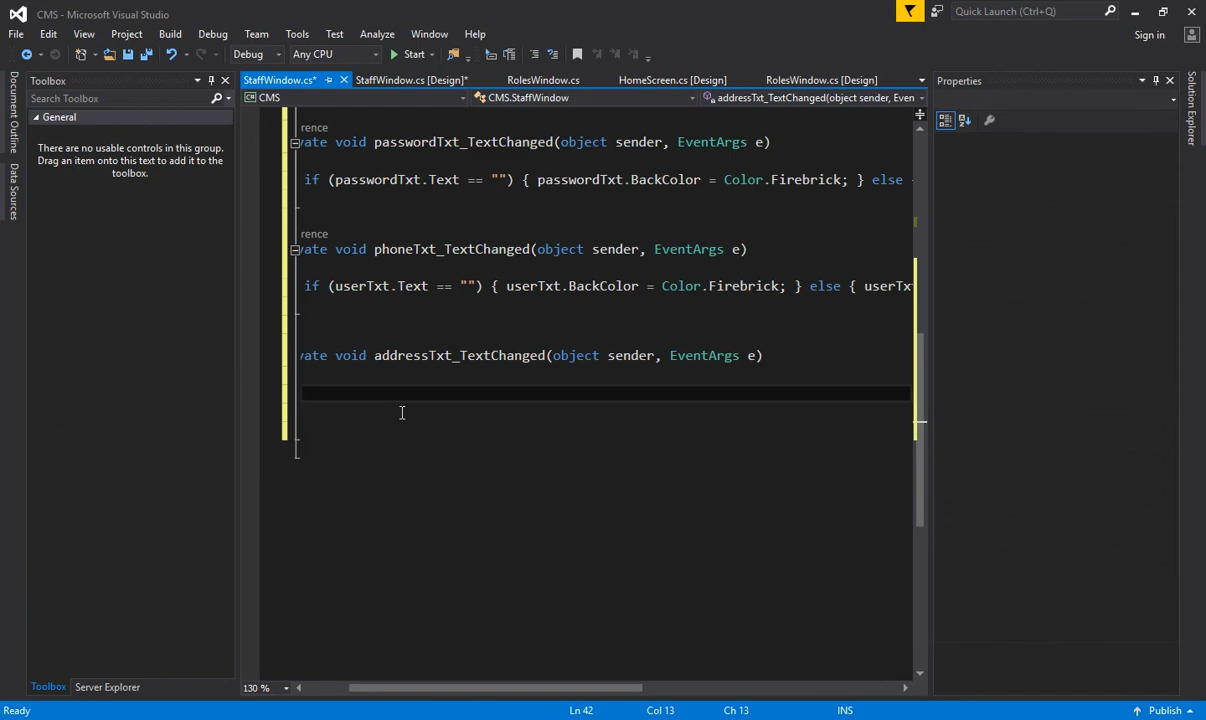 CMS - Microsoft Visual Studio
Quick Launch (Ctrl+Q)
File Edit View Project Build Debug Team Tools Test Analyze Window Help
Sign in
Debug Any CPU Start
Toolbox
StaffWindow.cs* StaffWindow.cs [Design]* RolesWindow.cs HomeScreen.cs [Design] RolesWindow.cs [Design]
Properties
Search Toolbox
CMS CMS.StaffWindow addressTxt_TextChanged(object sender, Even
General
There are no usable controls in this group.
Drag an item onto this text to add it to the
toolbox.
Document Outline
Data Sources
Solution Explorer
rence
vate void passwordTxt_TextChanged(object sender, EventArgs e)
if (passwordTxt.Text == "") { passwordTxt.BackColor = Color.Firebrick; } else
rence
vate void phoneTxt_TextChanged(object sender, EventArgs e)
if (userTxt.Text == "") { userTxt.BackColor = Color.Firebrick; } else { userTx
vate void addressTxt_TextChanged(object sender, EventArgs e)
130 %
Toolbox Server Explorer
Ready Ln 42 Col 13 Ch 13 INS Publish